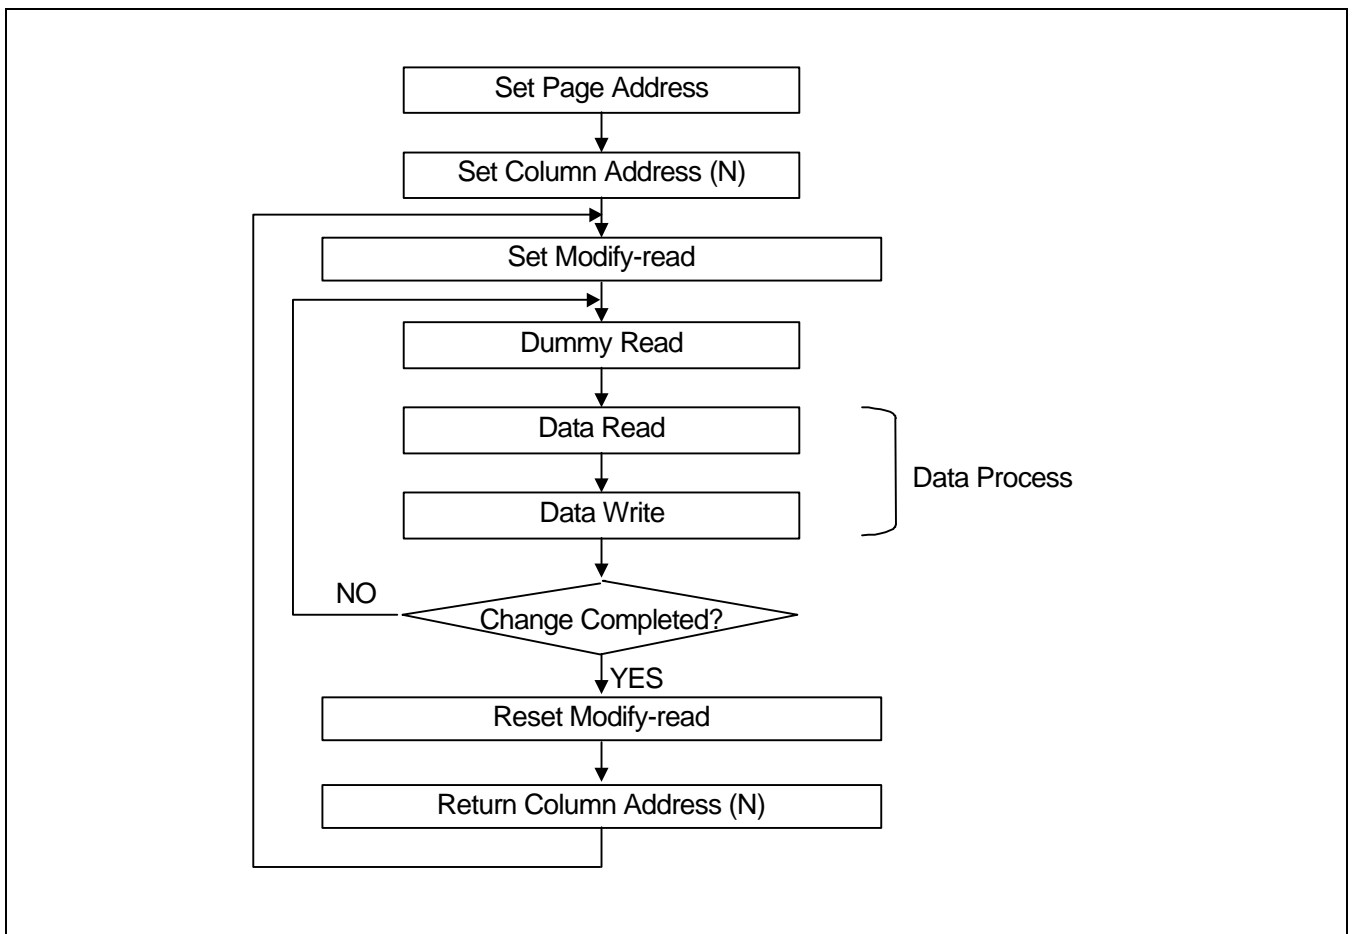 Set Page Address
Set Column Address (N)
Set Modify-read
Dummy Read
Data Read
Data Process
Data Write
NO
Change Completed?
YES
Reset Modify-read
Return Column Address (N)